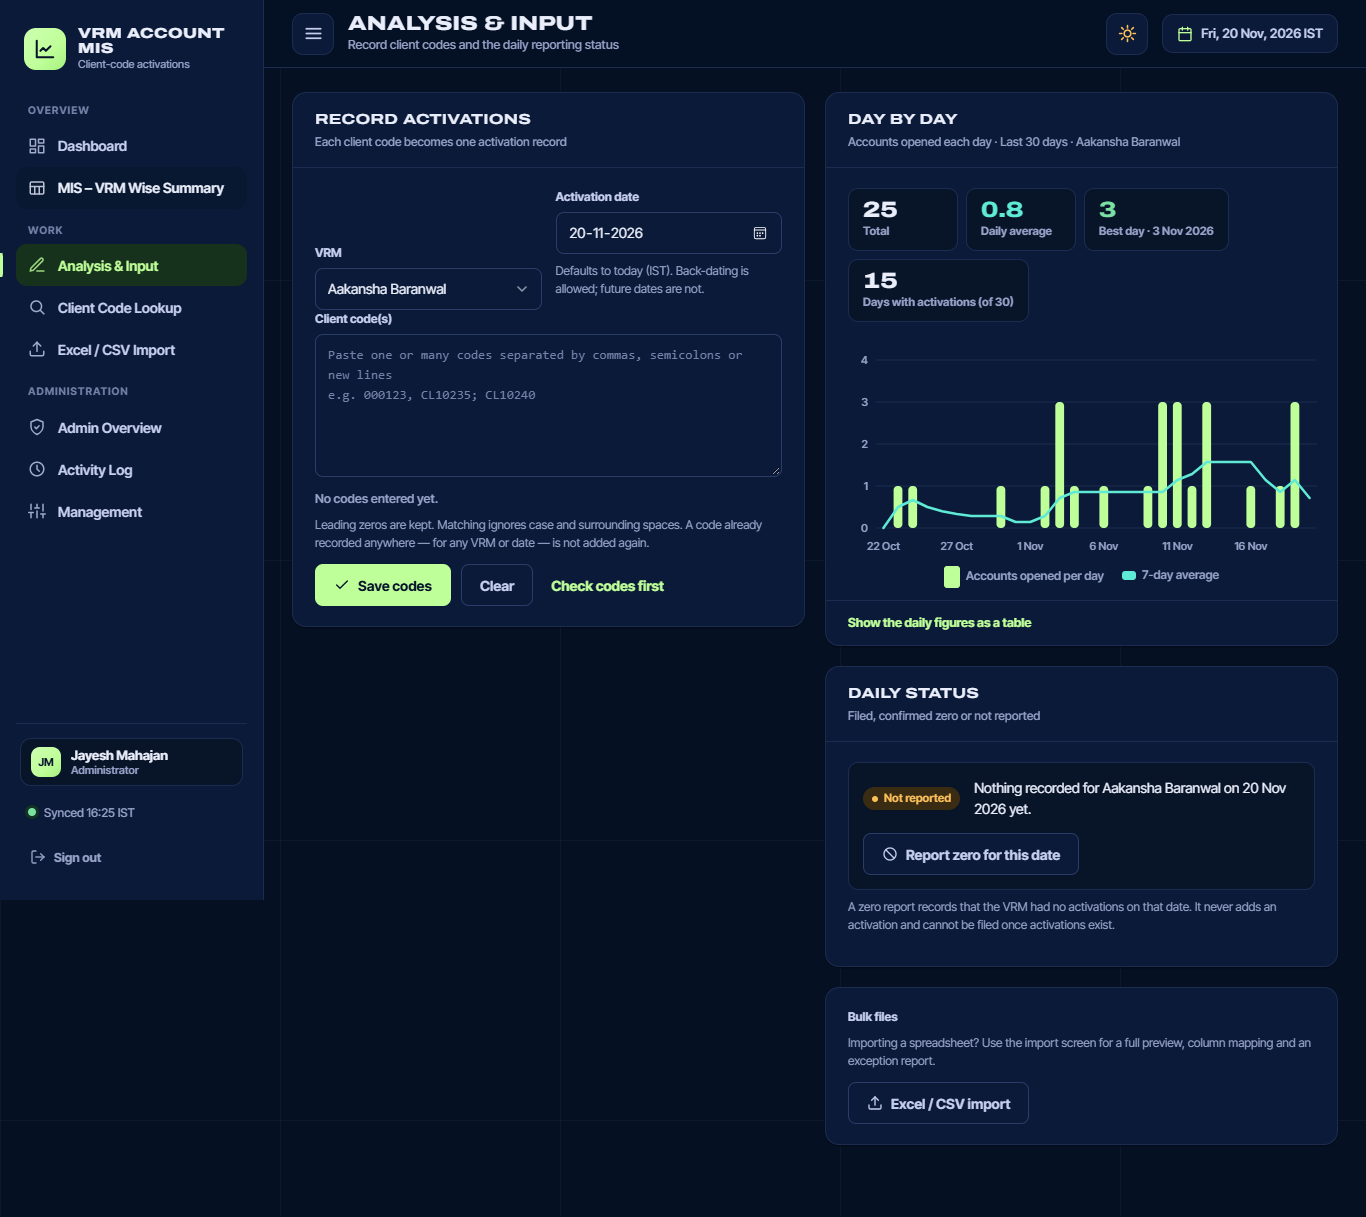 VRM ACCOUNT
MIS
Client-code activations
OVERVIEW
Dashboard
MIS – VRM Wise Summary
WORK
Analysis & Input
Client Code Lookup
Excel / CSV Import
ADMINISTRATION
Admin Overview
Activity Log
Management
JM
Jayesh Mahajan
Administrator
Synced 16:25 IST
Sign out
ANALYSIS & INPUT
Record client codes and the daily reporting status
Fri, 20 Nov, 2026 IST
RECORD ACTIVATIONS
Each client code becomes one activation record
VRM
Aakansha Baranwal
Activation date
20-11-2026
Defaults to today (IST). Back-dating is
allowed; future dates are not.
Client code(s)
Paste one or many codes separated by commas, semicolons or
new lines
e.g. 000123, CL10235; CL10240
No codes entered yet.
Leading zeros are kept. Matching ignores case and surrounding spaces. A code already
recorded anywhere — for any VRM or date — is not added again.
Save codes
Clear
Check codes first
DAY BY DAY
Accounts opened each day · Last 30 days · Aakansha Baranwal
25
Total
0.8
Daily average
3
Best day · 3 Nov 2026
15
Days with activations (of 30)
4
3
2
1
0
22 Oct 27 Oct 1 Nov 6 Nov 11 Nov 16 Nov
Accounts opened per day 7-day average
Show the daily figures as a table
DAILY STATUS
Filed, confirmed zero or not reported
Not reported
Nothing recorded for Aakansha Baranwal on 20 Nov
2026 yet.
Report zero for this date
A zero report records that the VRM had no activations on that date. It never adds an
activation and cannot be filed once activations exist.
Bulk files
Importing a spreadsheet? Use the import screen for a full preview, column mapping and an
exception report.
Excel / CSV import